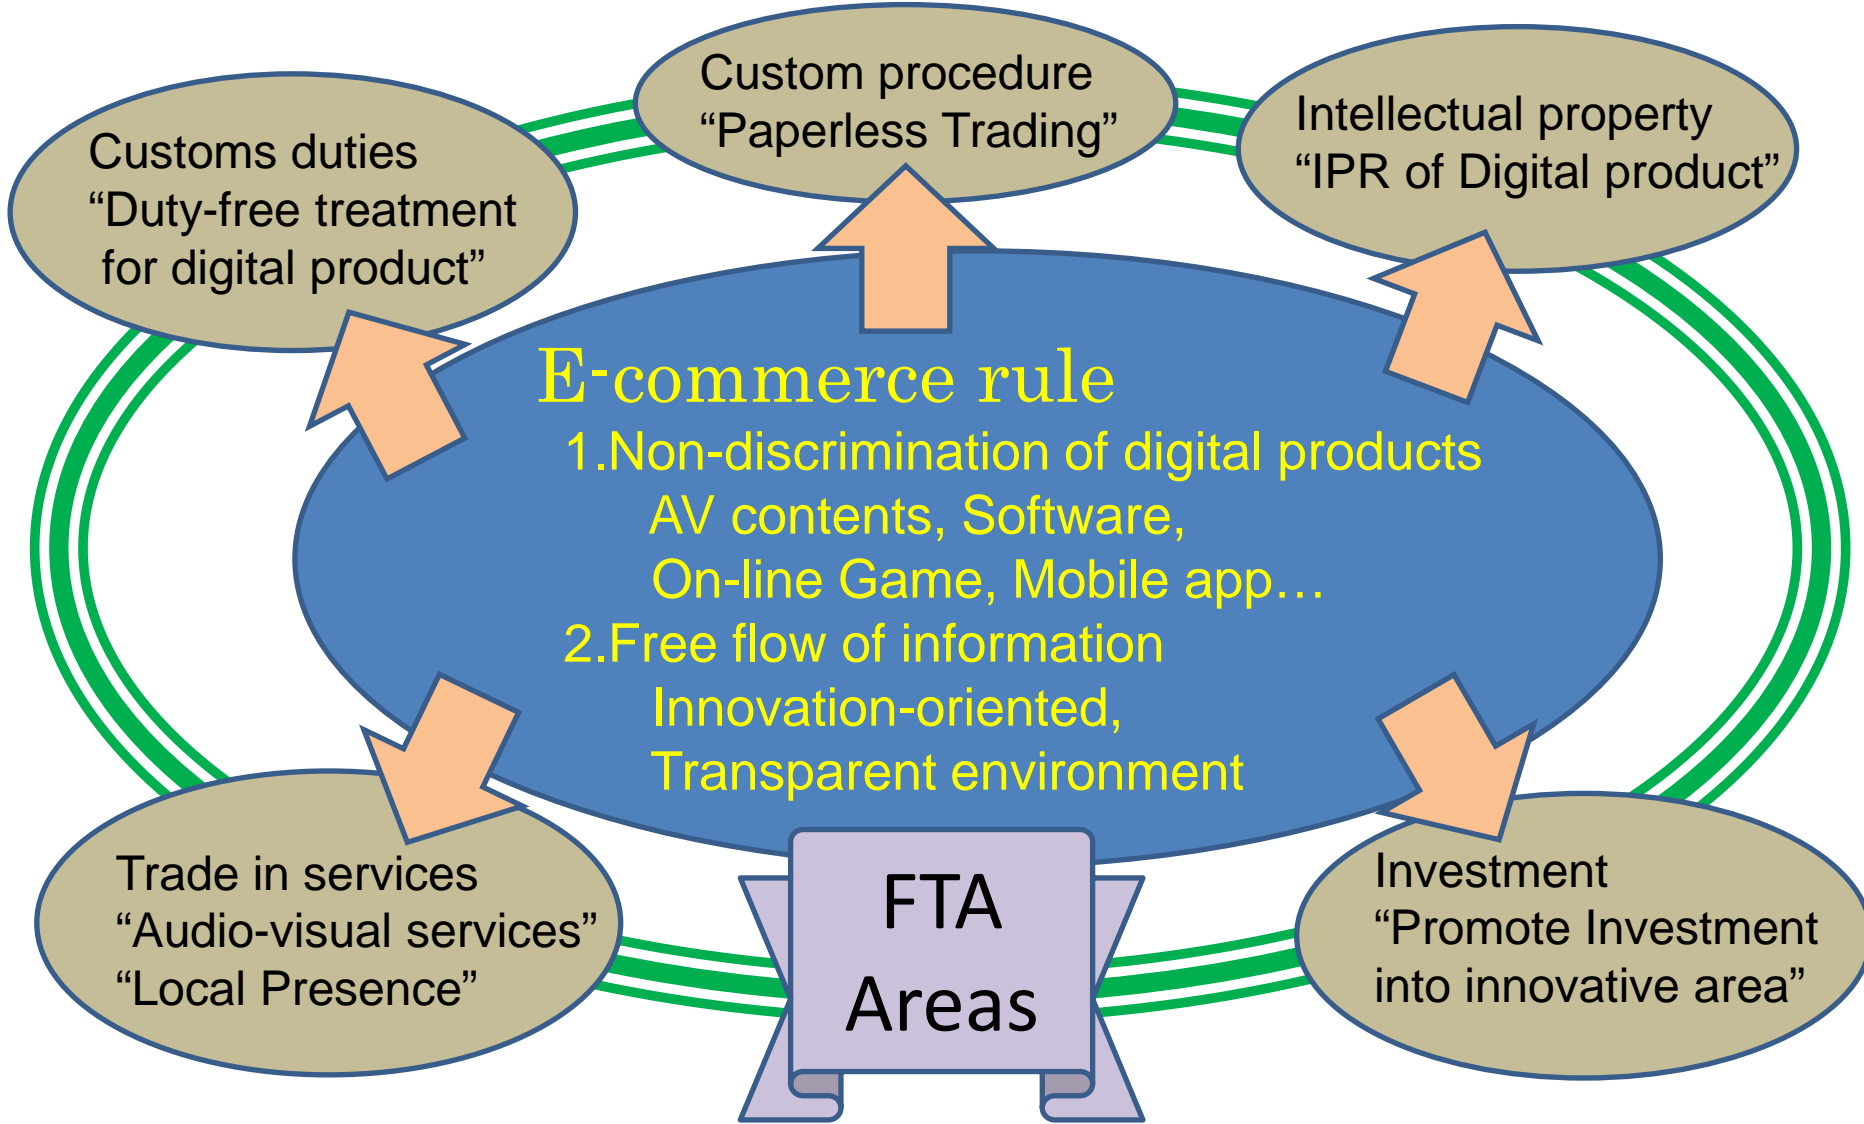 Custom procedure
“Paperless Trading”
Intellectual property
“IPR of Digital product”
Customs duties
“Duty-free treatment
for digital product”
E-commerce rule
1.Non-discrimination of digital products
AV contents, Software,
On-line Game, Mobile app…
2.Free flow of information
Innovation-oriented,
Transparent environment
Trade in services
“Audio-visual services”
“Local Presence”
FTA
Areas
Investment
“Promote Investment
into innovative area”